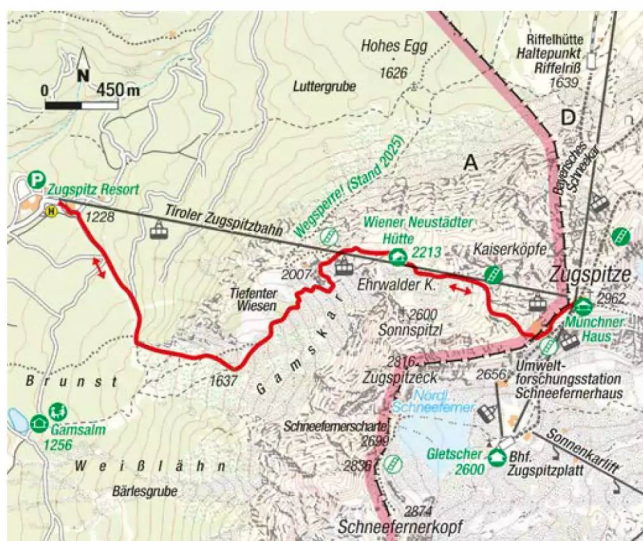 N
0 450 m
Hohes Egg
1626
Luttergrube
Riffelhütte
Haltepunkt
Riffelriß
1639
D
A
Bayerisches
Schneekar
P
Zugspitz Resort
H
1228
Tiroler Zugspitzbahn
Wegsperre! (Stand 2025)
Wiener Neustädter
Hütte
2213
Kaiserköpfe
Zugspitze
2962
Münchner
Haus
2007
Tiefenter
Wiesen
Ehrwalder K.
2600
Sonnspitzl
Gamskar
1637
2816
Zugspitzeck
2656
Umwelt-
forschungsstation
Schneefernerhaus
Brunst
Gamsalm
1256
Weißlähn
Bärlesgrube
Nördl.
Schneeferner
Schneefernerscharte
2699
2836
Gletscher
2600
Bhf.
Zugspitzplatt
Sonnenkarlift
2874
Schneefernerkopf